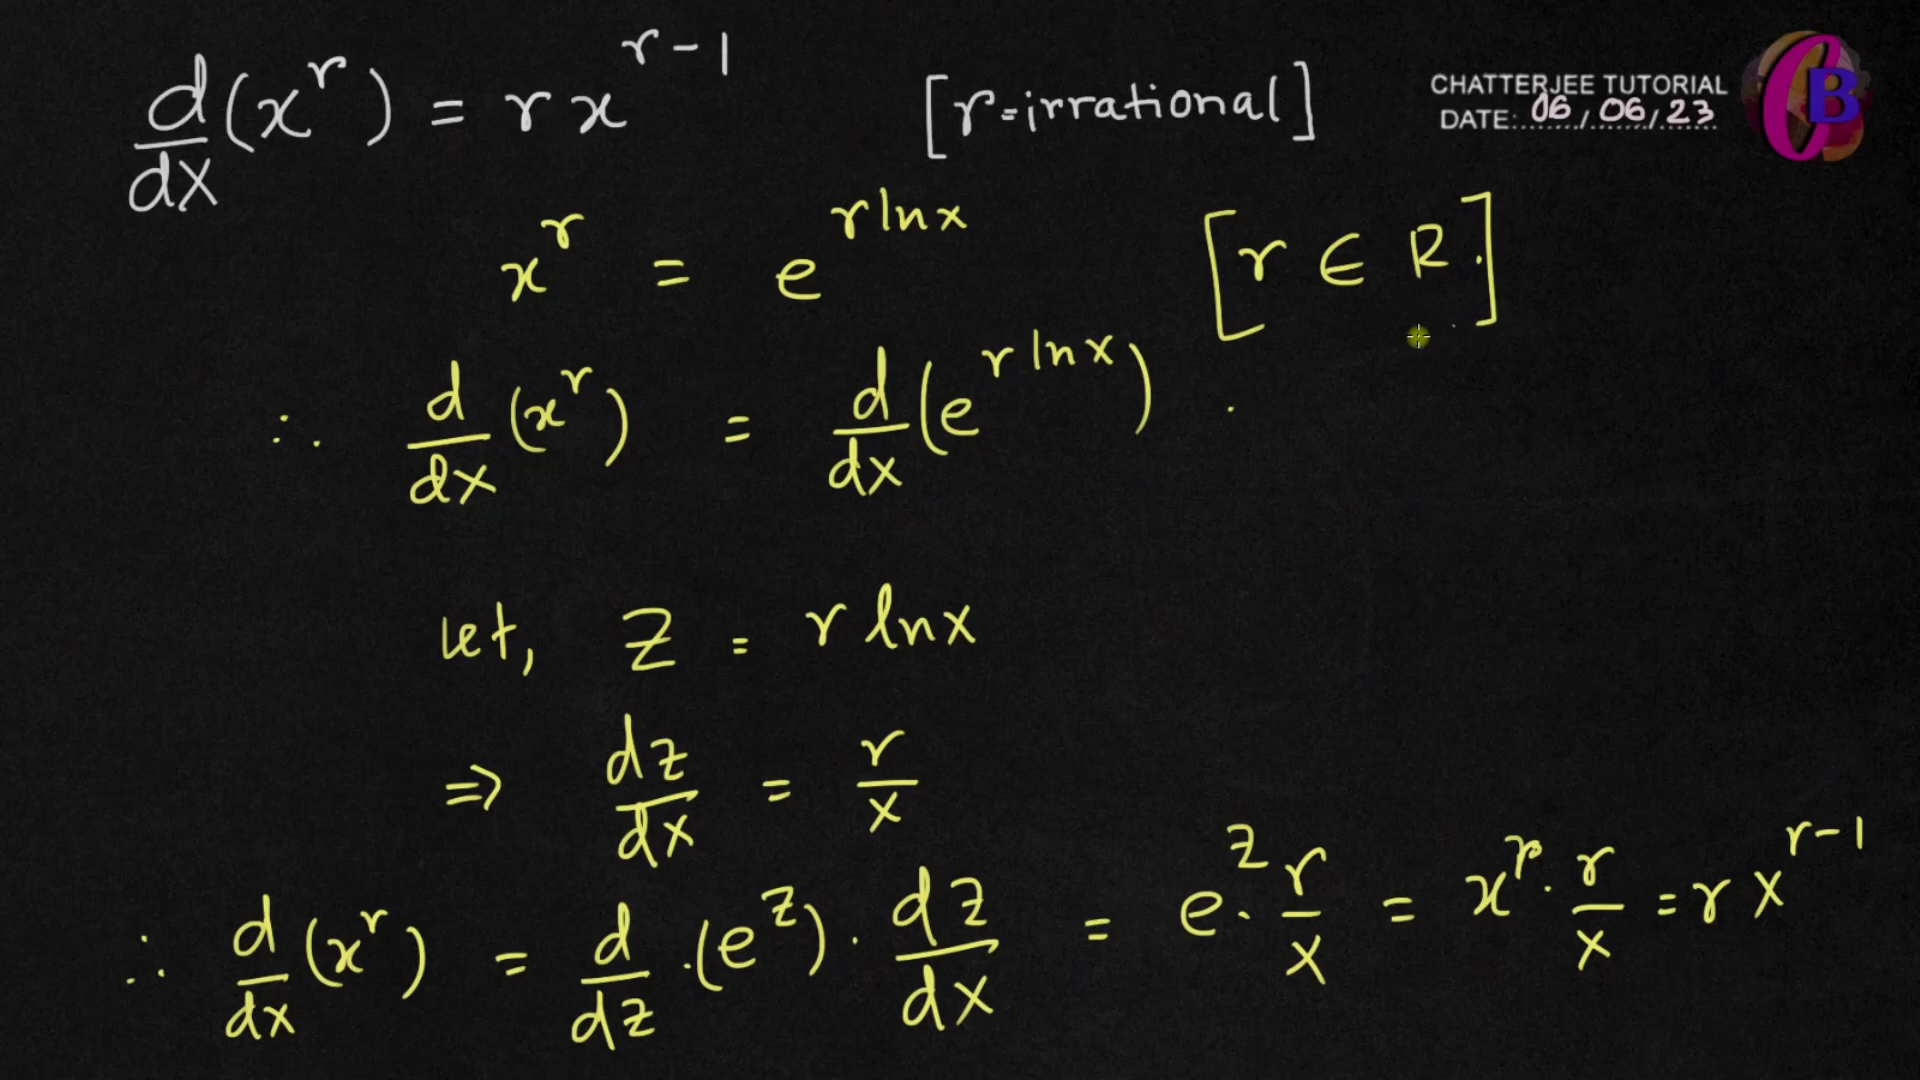 d/dx (x^r) = r x^(r-1) [r = irrational]
CHATTERJEE TUTORIAL
DATE: 06/06/23
CB
x^r = e^(r ln x) [r ∈ R.]
∴ d/dx (x^r) = d/dx (e^(r ln x)) .
let, Z = r ln x
⇒ dz/dx = r/x
∴ d/dx (x^r) = d/dz · (e^z) · dz/dx = e^z · r/x = x^r · r/x = r x^(r-1)